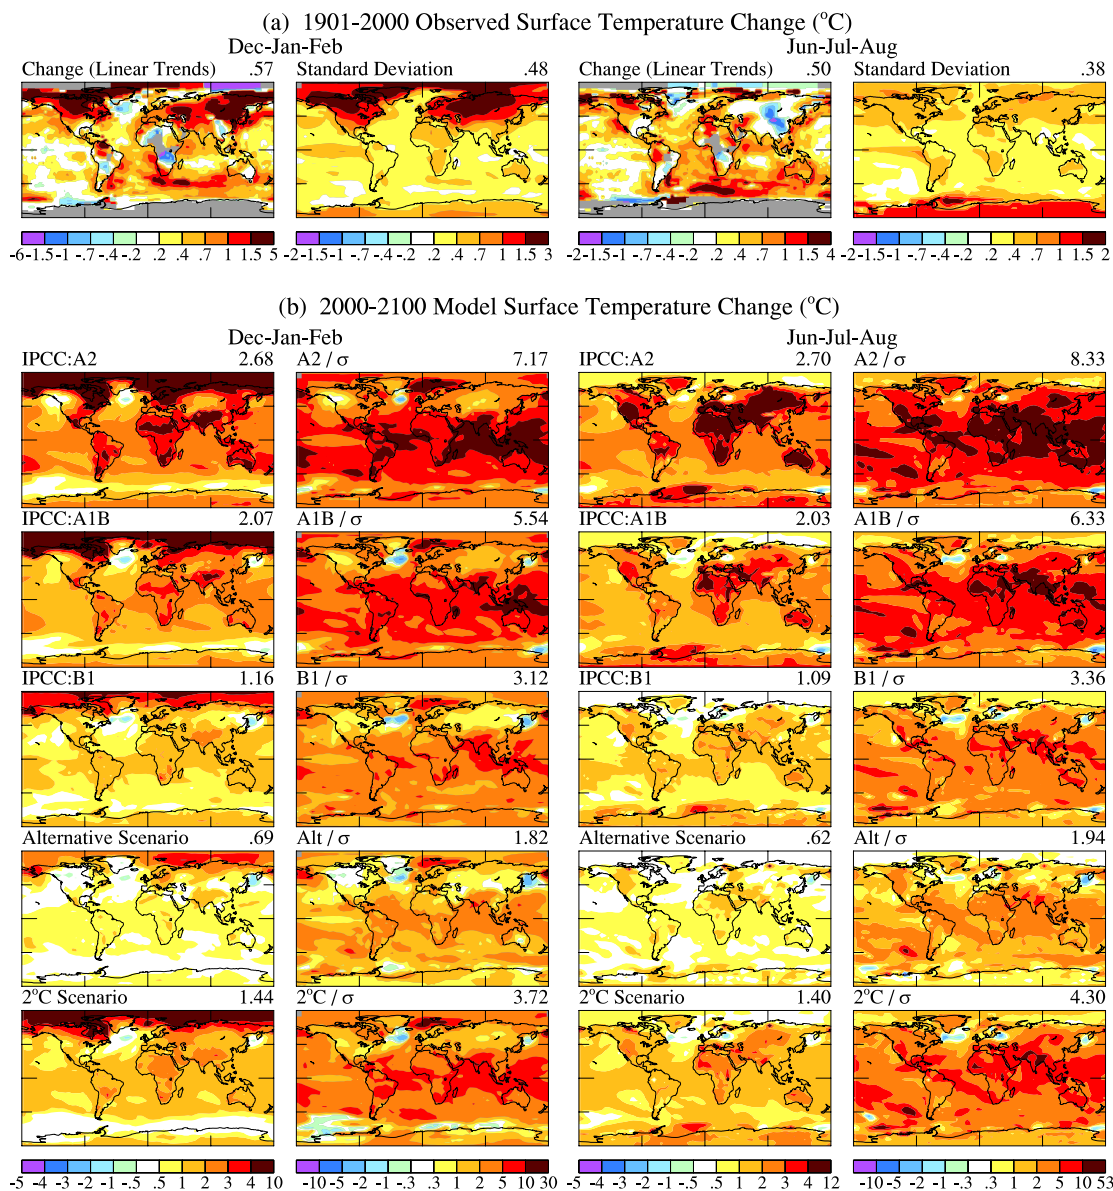 (a) 1901-2000 Observed Surface Temperature Change (°C)
Dec-Jan-Feb Jun-Jul-Aug
Change (Linear Trends) .57 Standard Deviation .48 Change (Linear Trends) .50 Standard Deviation .38
-6 -1.5 -1 -.7 -.4 -.2 .2 .4 .7 1 1.5 5 -2 -1.5 -1 -.7 -.4 -.2 .2 .4 .7 1 1.5 3 -2 -1.5 -1 -.7 -.4 -.2 .2 .4 .7 1 1.5 4 -2 -1.5 -1 -.7 -.4 -.2 .2 .4 .7 1 1.5 2
(b) 2000-2100 Model Surface Temperature Change (°C)
Dec-Jan-Feb Jun-Jul-Aug
IPCC:A2 2.68 A2 / σ 7.17 IPCC:A2 2.70 A2 / σ 8.33
IPCC:A1B 2.07 A1B / σ 5.54 IPCC:A1B 2.03 A1B / σ 6.33
IPCC:B1 1.16 B1 / σ 3.12 IPCC:B1 1.09 B1 / σ 3.36
Alternative Scenario .69 Alt / σ 1.82 Alternative Scenario .62 Alt / σ 1.94
2°C Scenario 1.44 2°C / σ 3.72 2°C Scenario 1.40 2°C / σ 4.30
-5 -4 -3 -2 -1 -.5 .5 1 2 3 4 10 -10 -5 -2 -1 -.3 .3 1 2 5 10 30 -5 -4 -3 -2 -1 -.5 .5 1 2 3 4 12 -10 -5 -2 -1 -.3 .3 1 2 5 10 53